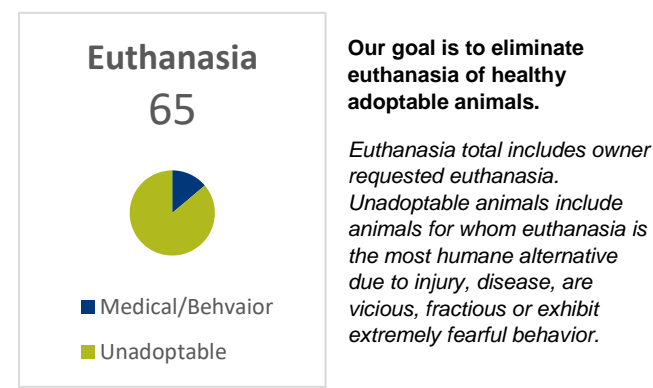 Euthanasia
65
Medical/Behvaior
Unadoptable
Our goal is to eliminate
euthanasia of healthy
adoptable animals.
Euthanasia total includes owner
requested euthanasia.
Unadoptable animals include
animals for whom euthanasia is
the most humane alternative
due to injury, disease, are
vicious, fractious or exhibit
extremely fearful behavior.